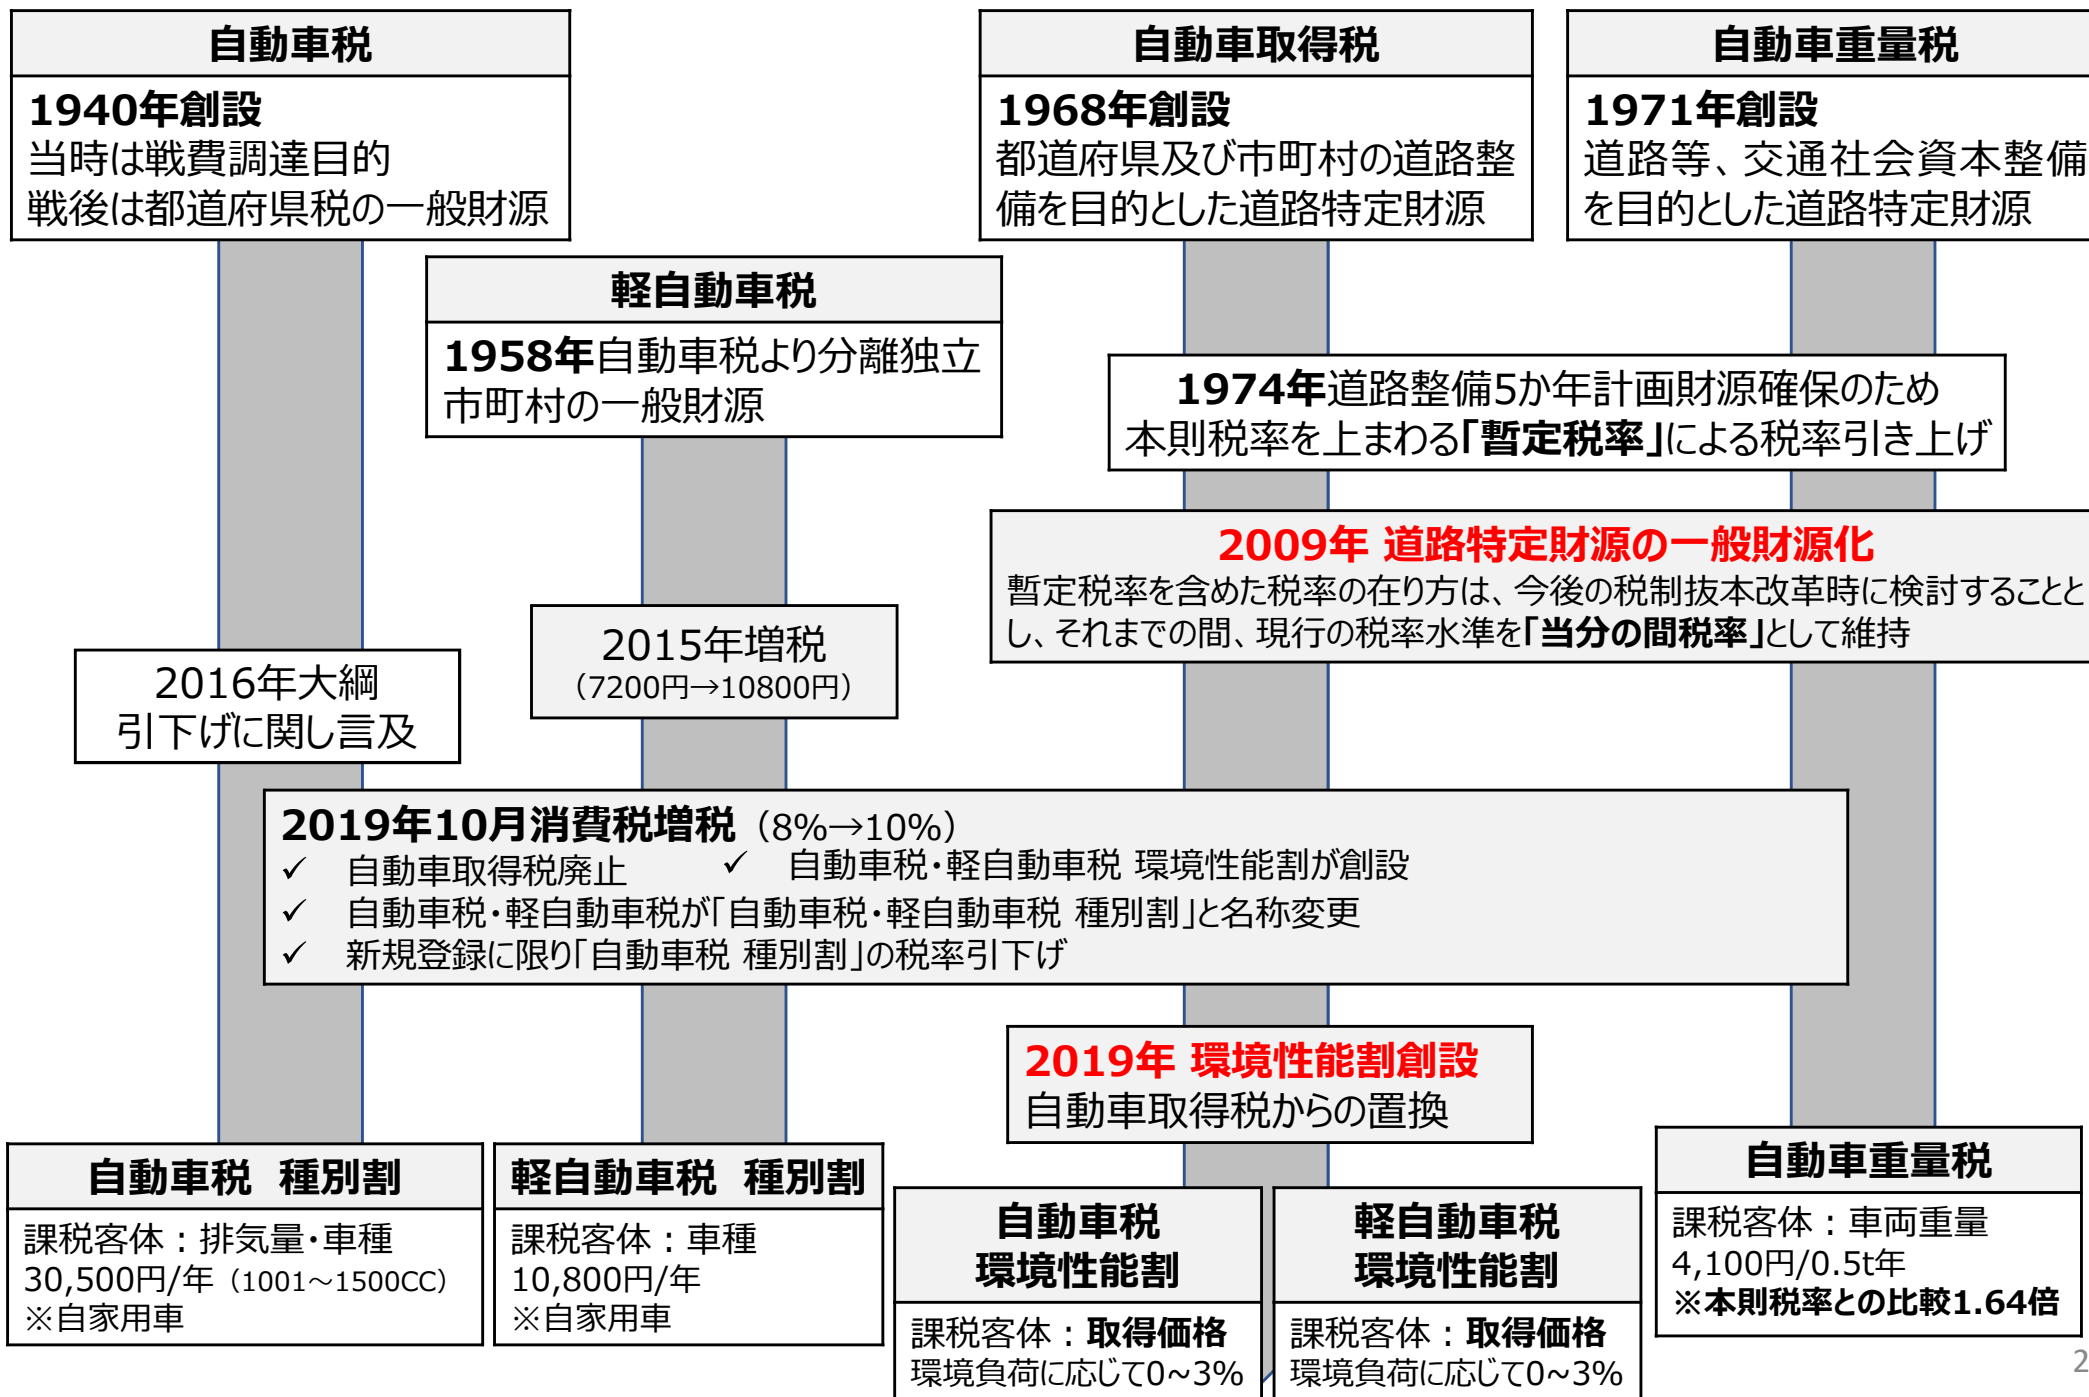 自動車税
1940年創設
当時は戦費調達目的
戦後は都道府県税の一般財源
自動車取得税
1968年創設
都道府県及び市町村の道路整
備を目的とした道路特定財源
自動車重量税
1971年創設
道路等、交通社会資本整備
を目的とした道路特定財源
軽自動車税
1958年自動車税より分離独立
市町村の一般財源
1974年道路整備5か年計画財源確保のため
本則税率を上まわる「暫定税率」による税率引き上げ
2009年 道路特定財源の一般財源化
暫定税率を含めた税率の在り方は、今後の税制抜本改革時に検討することと
し、それまでの間、現行の税率水準を「当分の間税率」として維持
2015年増税
（7200円→10800円）
2016年大綱
引下げに関し言及
2019年10月消費税増税（8%→10%）
✓ 自動車取得税廃止 ✓ 自動車税・軽自動車税 環境性能割が創設
✓ 自動車税・軽自動車税が「自動車税・軽自動車税 種別割」と名称変更
✓ 新規登録に限り「自動車税 種別割」の税率引下げ
2019年 環境性能割創設
自動車取得税からの置換
自動車税 種別割
課税客体：排気量・車種
30,500円/年（1001～1500CC）
※自家用車
軽自動車税 種別割
課税客体：車種
10,800円/年
※自家用車
自動車税
環境性能割
課税客体：取得価格
環境負荷に応じて0~3%
軽自動車税
環境性能割
課税客体：取得価格
環境負荷に応じて0~3%
自動車重量税
課税客体：車両重量
4,100円/0.5t年
※本則税率との比較1.64倍
2